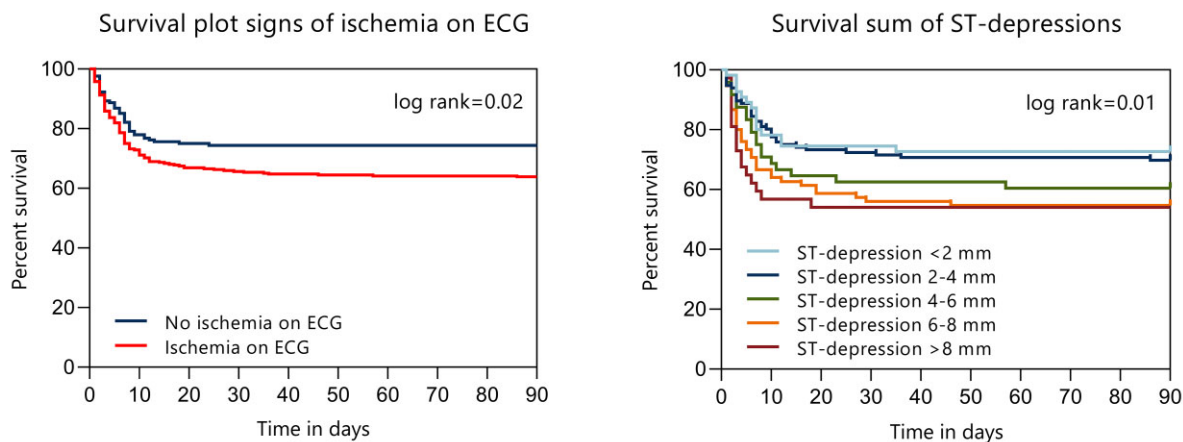 Survival plot signs of ischemia on ECG
100
80
60
40
20
0
Percent survival
log rank=0.02
No ischemia on ECG
Ischemia on ECG
0 10 20 30 40 50 60 70 80 90
Time in days
Survival sum of ST-depressions
100
80
60
40
20
0
Percent survival
log rank=0.01
ST-depression <2 mm
ST-depression 2-4 mm
ST-depression 4-6 mm
ST-depression 6-8 mm
ST-depression >8 mm
0 10 20 30 40 50 60 70 80 90
Time in days